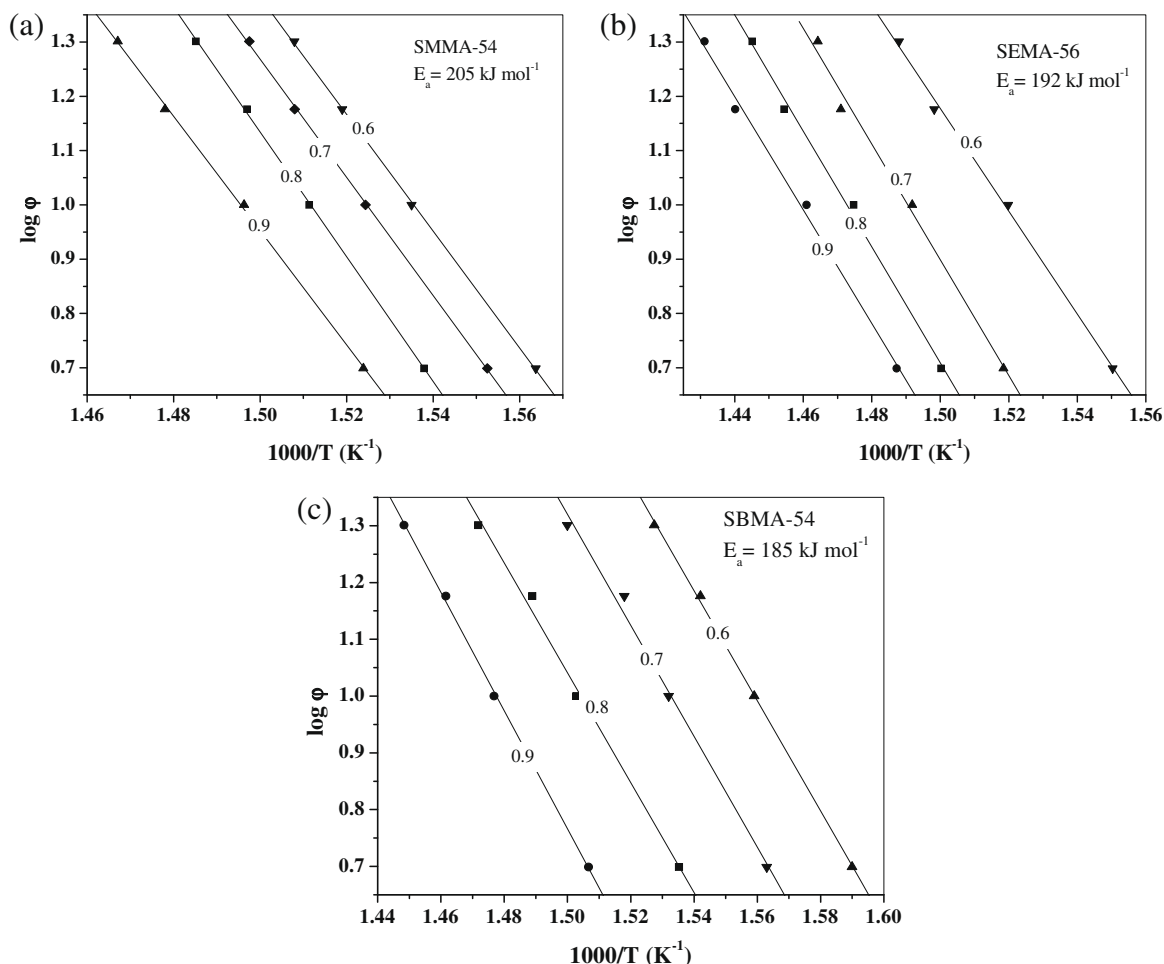 (a)
SMMA-54
Eₐ= 205 kJ mol⁻¹
1.3
1.2
1.1
1.0
0.9
0.8
0.7
log φ
0.6
0.7
0.8
0.9
1.46 1.48 1.50 1.52 1.54 1.56
1000/T (K⁻¹)
(b)
SEMA-56
Eₐ= 192 kJ mol⁻¹
1.3
1.2
1.1
1.0
0.9
0.8
0.7
log φ
0.6
0.7
0.8
0.9
1.44 1.46 1.48 1.50 1.52 1.54 1.56
1000/T (K⁻¹)
(c)
SBMA-54
Eₐ= 185 kJ mol⁻¹
1.3
1.2
1.1
1.0
0.9
0.8
0.7
log φ
0.6
0.7
0.8
0.9
1.44 1.46 1.48 1.50 1.52 1.54 1.56 1.58 1.60
1000/T (K⁻¹)